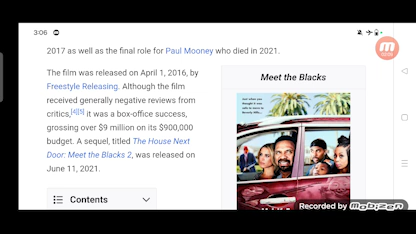 3:06
2017 as well as the final role for Paul Mooney who died in 2021.
The film was released on April 1, 2016, by
Freestyle Releasing. Although the film
received generally negative reviews from
critics,[4][5] it was a box-office success,
grossing over $9 million on its $900,000
budget. A sequel, titled The House Next
Door: Meet the Blacks 2, was released on
June 11, 2021.
Contents
Meet the Blacks
Recorded by mobizen